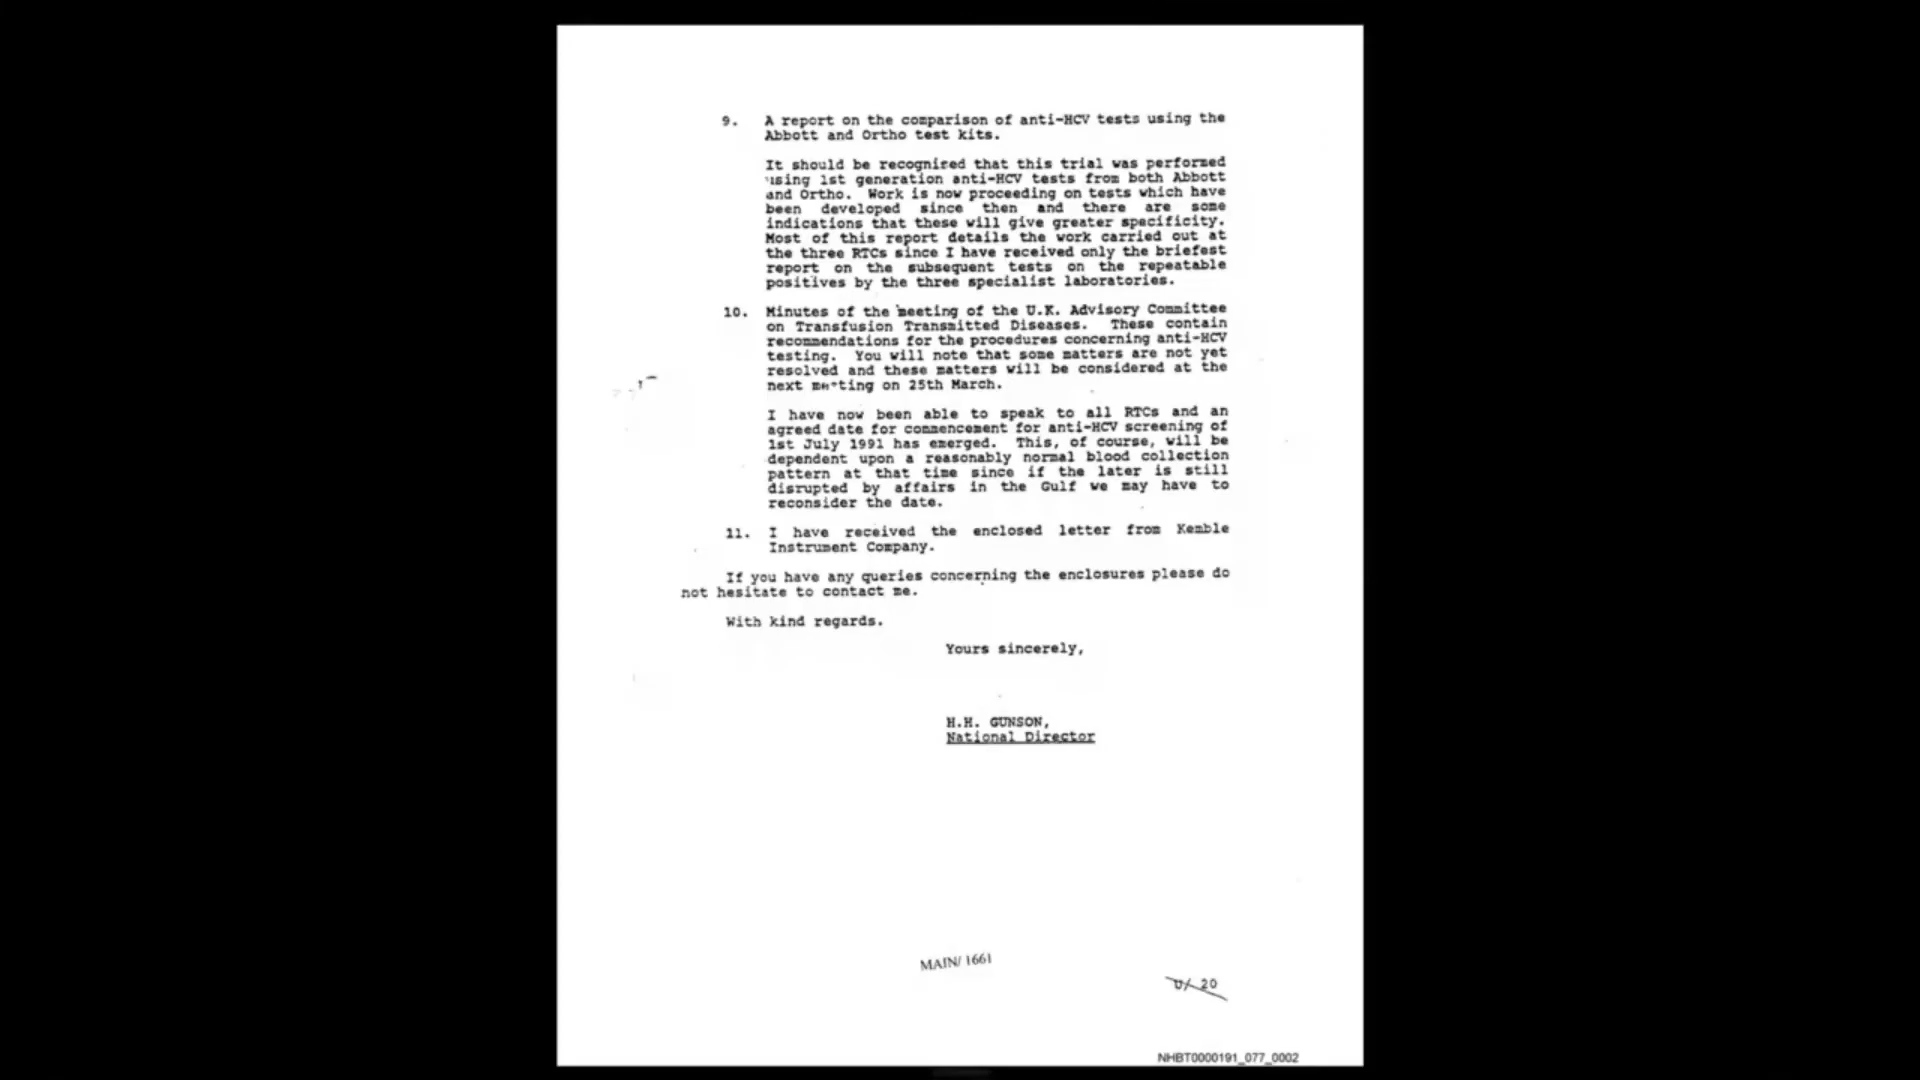 9. A report on the comparison of anti-HCV tests using the
Abbott and Ortho test kits.
It should be recognised that this trial was performed
using 1st generation anti-HCV tests from both Abbott
and Ortho. Work is now proceeding on tests which have
been developed since then and there are some
indications that these will give greater specificity.
Most of this report details the work carried out at
the three RTCs since I have received only the briefest
report on the subsequent tests on the repeatable
positives by the three specialist laboratories.
10. Minutes of the meeting of the U.K. Advisory Committee
on Transfusion Transmitted Diseases. These contain
recommendations for the procedures concerning anti-HCV
testing. You will note that some matters are not yet
resolved and these matters will be considered at the
next meeting on 25th March.
I have now been able to speak to all RTCs and an
agreed date for commencement for anti-HCV screening of
1st July 1991 has emerged. This, of course, will be
dependent upon a reasonably normal blood collection
pattern at that time since if the later is still
disrupted by affairs in the Gulf we may have to
reconsider the date.
11. I have received the enclosed letter from Kemble
Instrument Company.
If you have any queries concerning the enclosures please do
not hesitate to contact me.
With kind regards.
Yours sincerely,
H.H. GUNSON,
National Director
MAIN/ 1661
U/ 20
NHBT0000191_077_0002